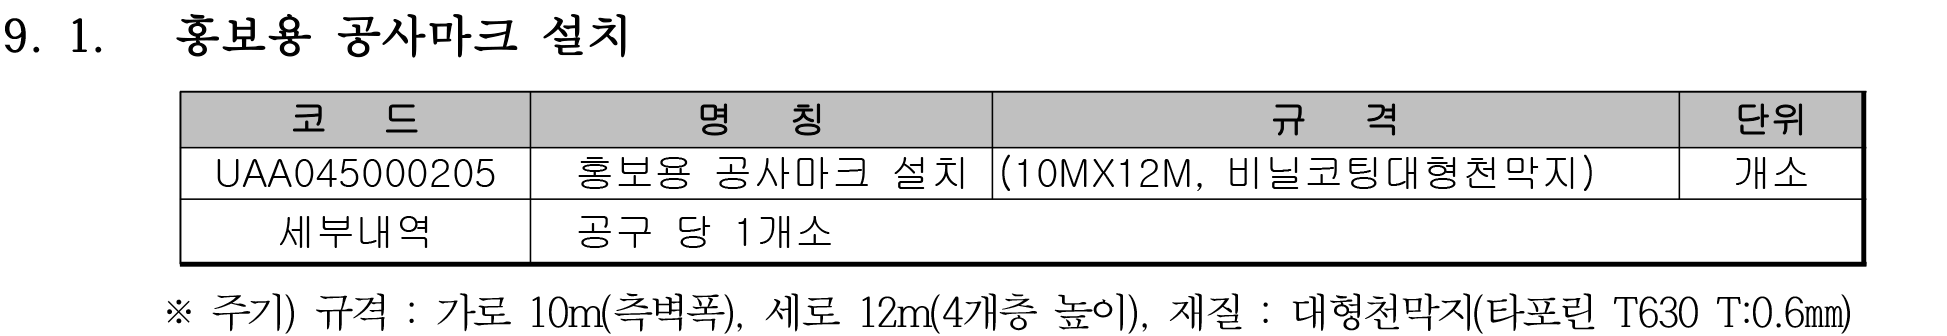 9. 1. 홍보용 공사마크 설치
코 드 명 칭 규 격 단위
UAA045000205 홍보용 공사마크 설치 (10MX12M, 비닐코팅대형천막지) 개소
세부내역 공구 당 1개소
※ 주기) 규격 : 가로 10m(측벽폭), 세로 12m(4개층 높이), 재질 : 대형천막지(타포린 T630 T:0.6㎜)